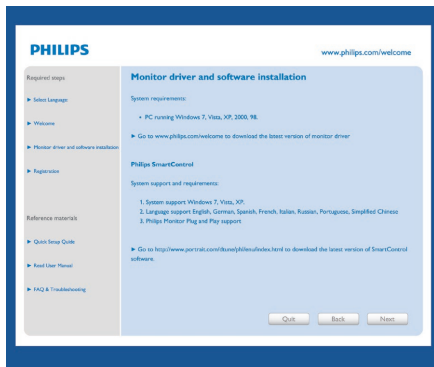 PHILIPS
www.philips.com/welcome
Required steps
Select Language
Welcome
Monitor driver and software installation
Registration
Reference materials
Quick Setup Guide
Read User Manual
FAQ & Troubleshooting
Monitor driver and software installation
System requirements:
• PC running Windows 7, Vista, XP, 2000, 98.
Go to www.philips.com/welcome to download the latest version of monitor driver
Philips SmartControl
System support and requirements:
1. System support Windows 7, Vista, XP.
2. Language support English, German, Spanish, French, Italian, Russian, Portuguese, Simplified Chinese
3. Philips Monitor Plug and Play support
Go to http://www.portrait.com/dtune/phl/enu/index.html to download the latest version of SmartControl
software.
Quit
Back
Next